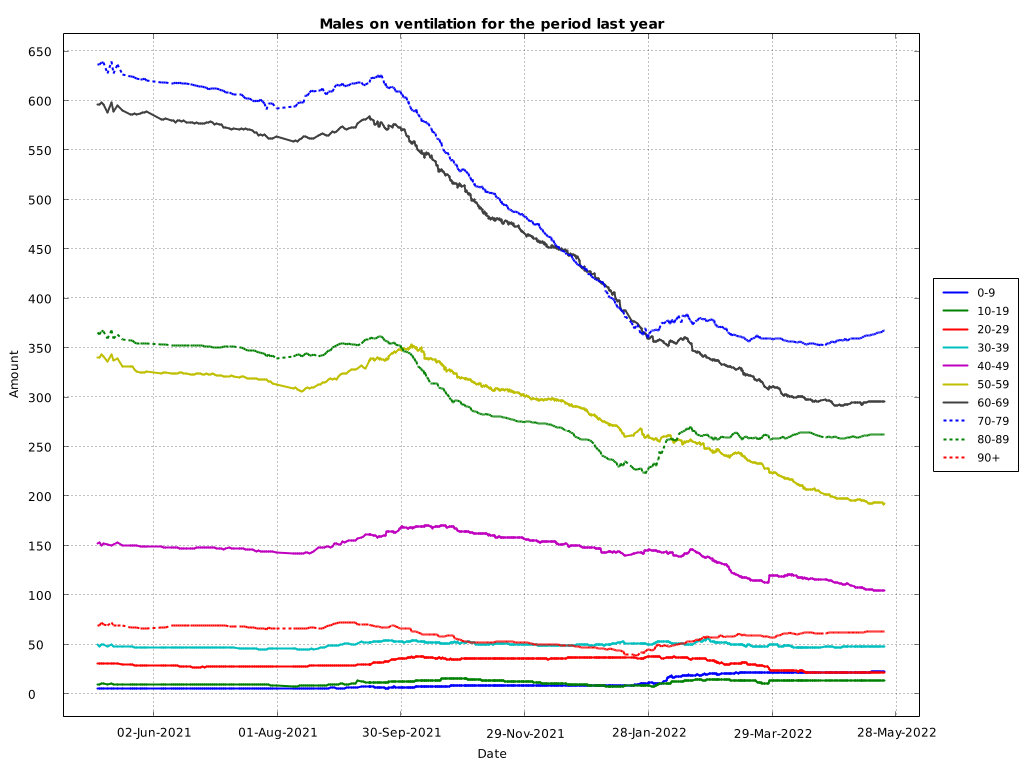 Males on ventilation for the period last year
Amount
650
600
550
500
450
400
350
300
250
200
150
100
50
0
02-Jun-2021
01-Aug-2021
30-Sep-2021
29-Nov-2021
28-Jan-2022
29-Mar-2022
28-May-2022
Date
0-9
10-19
20-29
30-39
40-49
50-59
60-69
70-79
80-89
90+